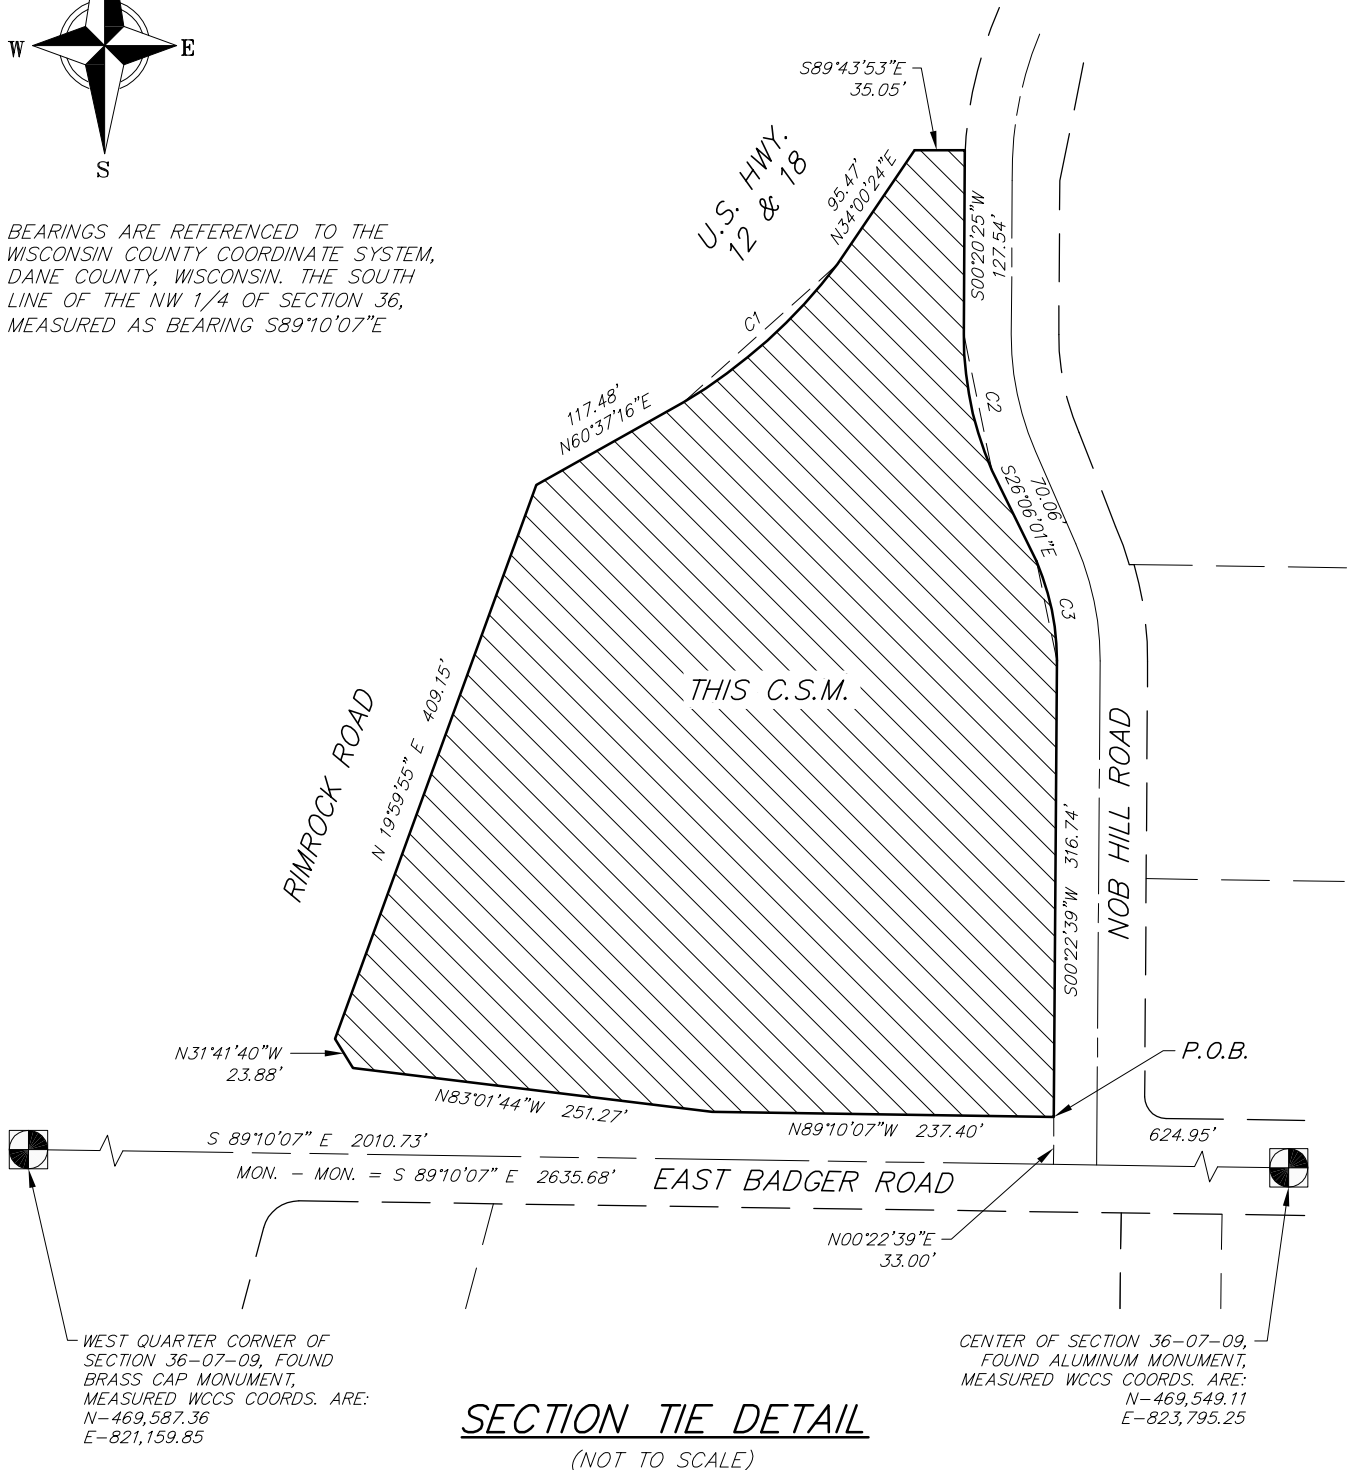 W
E
S
BEARINGS ARE REFERENCED TO THE
WISCONSIN COUNTY COORDINATE SYSTEM,
DANE COUNTY, WISCONSIN. THE SOUTH
LINE OF THE NW 1/4 OF SECTION 36,
MEASURED AS BEARING S89°10'07"E
S89°43'53"E
35.05'
U.S. HWY.
12 & 18
95.47'
N34°00'24"E
S00°20'25"W
127.54'
C1
117.48'
N60°37'16"E
C2
70.06'
S26°06'01"E
C3
THIS C.S.M.
RIMROCK ROAD
N 19°59'55" E 409.15'
NOB HILL ROAD
S00°22'39"W 316.74'
N31°41'40"W
23.88'
N83°01'44"W 251.27'
N89°10'07"W 237.40'
P.O.B.
S 89°10'07" E 2010.73'
624.95'
MON. - MON. = S 89°10'07" E 2635.68'
EAST BADGER ROAD
N00°22'39"E
33.00'
WEST QUARTER CORNER OF
SECTION 36-07-09, FOUND
BRASS CAP MONUMENT,
MEASURED WCCS COORDS. ARE:
N-469,587.36
E-821,159.85
CENTER OF SECTION 36-07-09,
FOUND ALUMINUM MONUMENT,
MEASURED WCCS COORDS. ARE:
N-469,549.11
E-823,795.25
SECTION TIE DETAIL
(NOT TO SCALE)